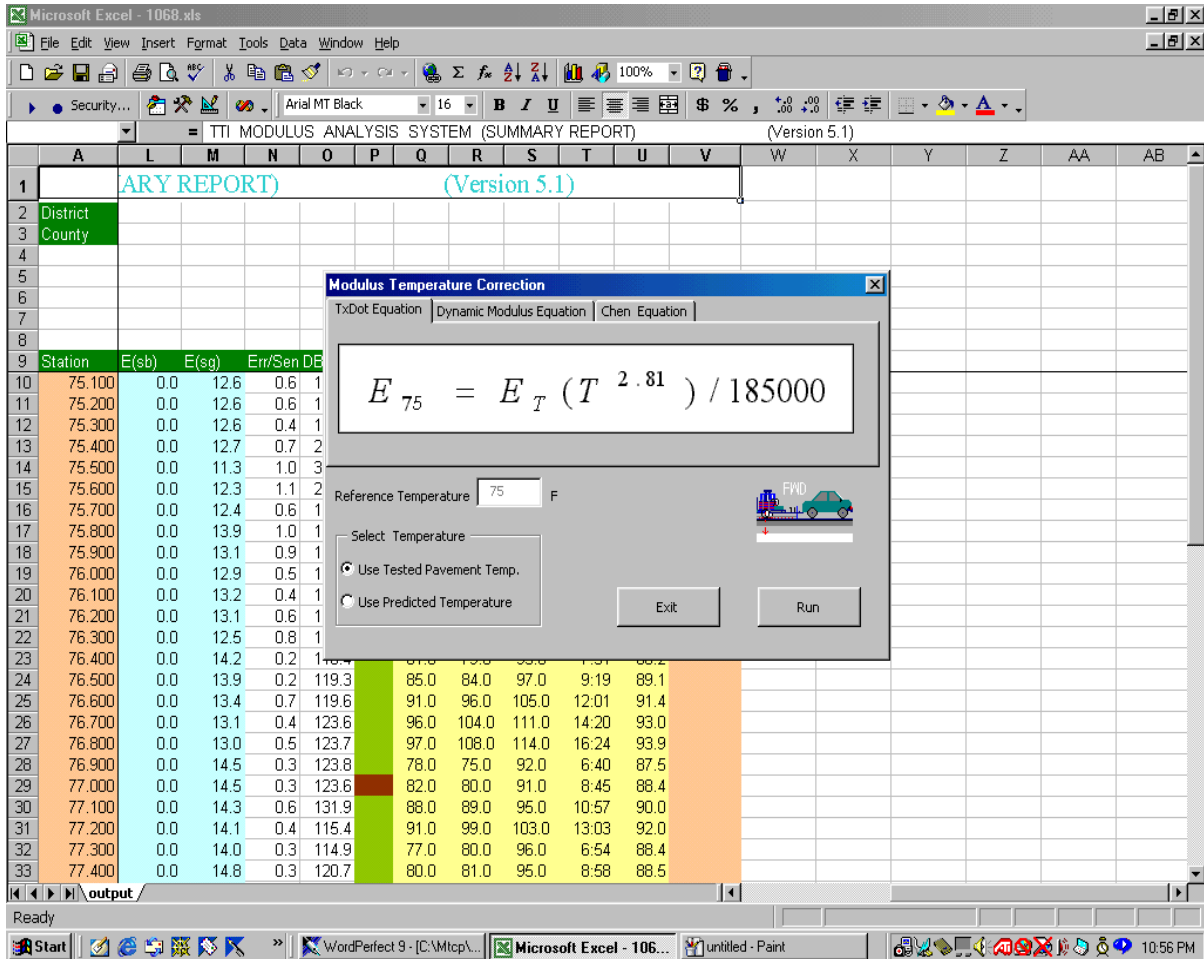 Microsoft Excel - 1068.xls
File Edit View Insert Format Tools Data Window Help
100%
Security... Arial MT Black 16 B I U $ % ,
= TTI MODULUS ANALYSIS SYSTEM (SUMMARY REPORT) (Version 5.1)
A L M N O P Q R S T U V W X Y Z AA AB
1 ARY REPORT) (Version 5.1)
2 District
3 County
4
5
6
7
8
9 Station E(sb) E(sg) Err/Sen DB
10 75.100 0.0 12.6 0.6 1
11 75.200 0.0 12.6 0.6 1
12 75.300 0.0 12.6 0.4 1
13 75.400 0.0 12.7 0.7 2
14 75.500 0.0 11.3 1.0 3
15 75.600 0.0 12.3 1.1 2
16 75.700 0.0 12.4 0.6 1
17 75.800 0.0 13.9 1.0 1
18 75.900 0.0 13.1 0.9 1
19 76.000 0.0 12.9 0.5 1
20 76.100 0.0 13.2 0.4 1
21 76.200 0.0 13.1 0.6 1
22 76.300 0.0 12.5 0.8 1
23 76.400 0.0 14.2 0.2
24 76.500 0.0 13.9 0.2 119.3 85.0 84.0 97.0 9:19 89.1
25 76.600 0.0 13.4 0.7 119.6 91.0 96.0 105.0 12:01 91.4
26 76.700 0.0 13.1 0.4 123.6 96.0 104.0 111.0 14:20 93.0
27 76.800 0.0 13.0 0.5 123.7 97.0 108.0 114.0 16:24 93.9
28 76.900 0.0 14.5 0.3 123.8 78.0 75.0 92.0 6:40 87.5
29 77.000 0.0 14.5 0.3 123.6 82.0 80.0 91.0 8:45 88.4
30 77.100 0.0 14.3 0.6 131.9 88.0 89.0 95.0 10:57 90.0
31 77.200 0.0 14.1 0.4 115.4 91.0 99.0 103.0 13:03 92.0
32 77.300 0.0 14.0 0.3 114.9 77.0 80.0 96.0 6:54 88.4
33 77.400 0.0 14.8 0.3 120.7 80.0 81.0 95.0 8:58 88.5
Modulus Temperature Correction
TxDot Equation Dynamic Modulus Equation Chen Equation
E 75 = E T (T 2.81 ) / 185000
Reference Temperature 75 F
FWD
Select Temperature
Use Tested Pavement Temp.
Use Predicted Temperature
Exit Run
output
Ready
Start » WordPerfect 9 - [C:\Mtcp\... Microsoft Excel - 106... untitled - Paint 10:56 PM